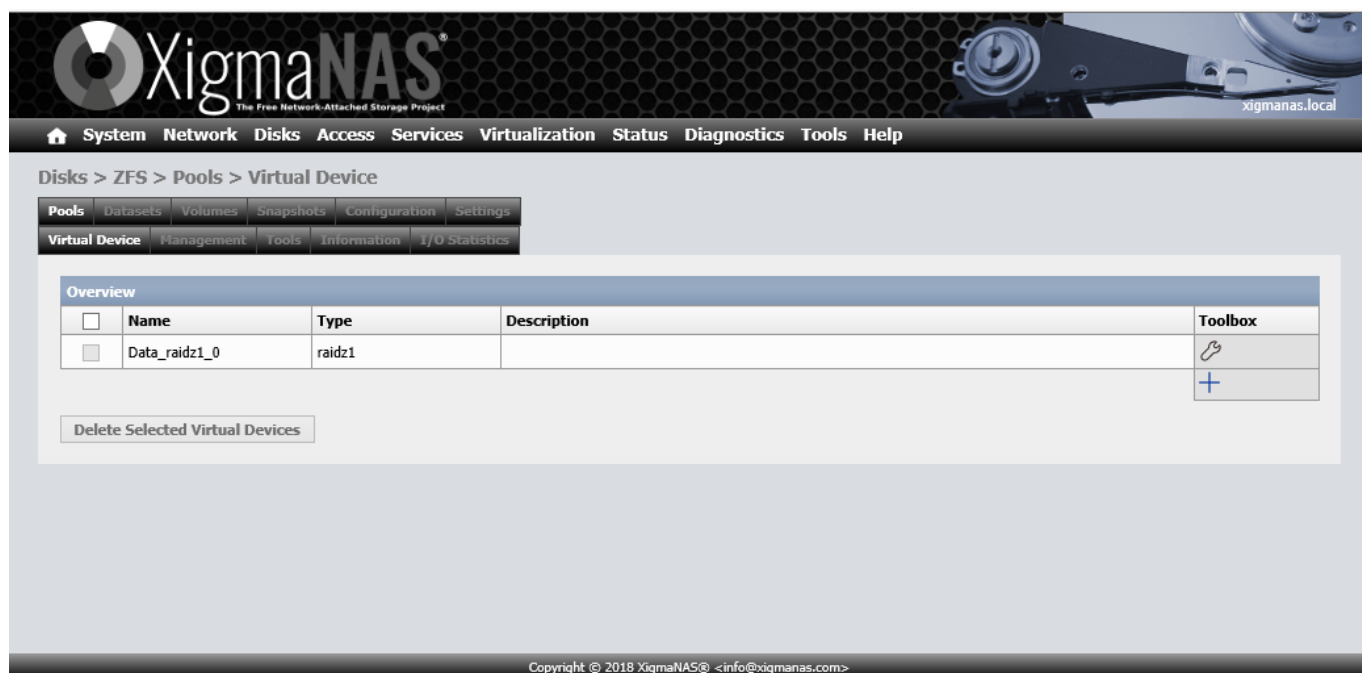 XigmaNAS®
The Free Network-Attached Storage Project
xigmanas.local
System Network Disks Access Services Virtualization Status Diagnostics Tools Help
Disks > ZFS > Pools > Virtual Device
Pools Datasets Volumes Snapshots Configuration Settings
Virtual Device Management Tools Information I/O Statistics
Overview
Name Type Description Toolbox
Data_raidz1_0 raidz1
Delete Selected Virtual Devices
Copyright © 2018 XigmaNAS® <info@xigmanas.com>